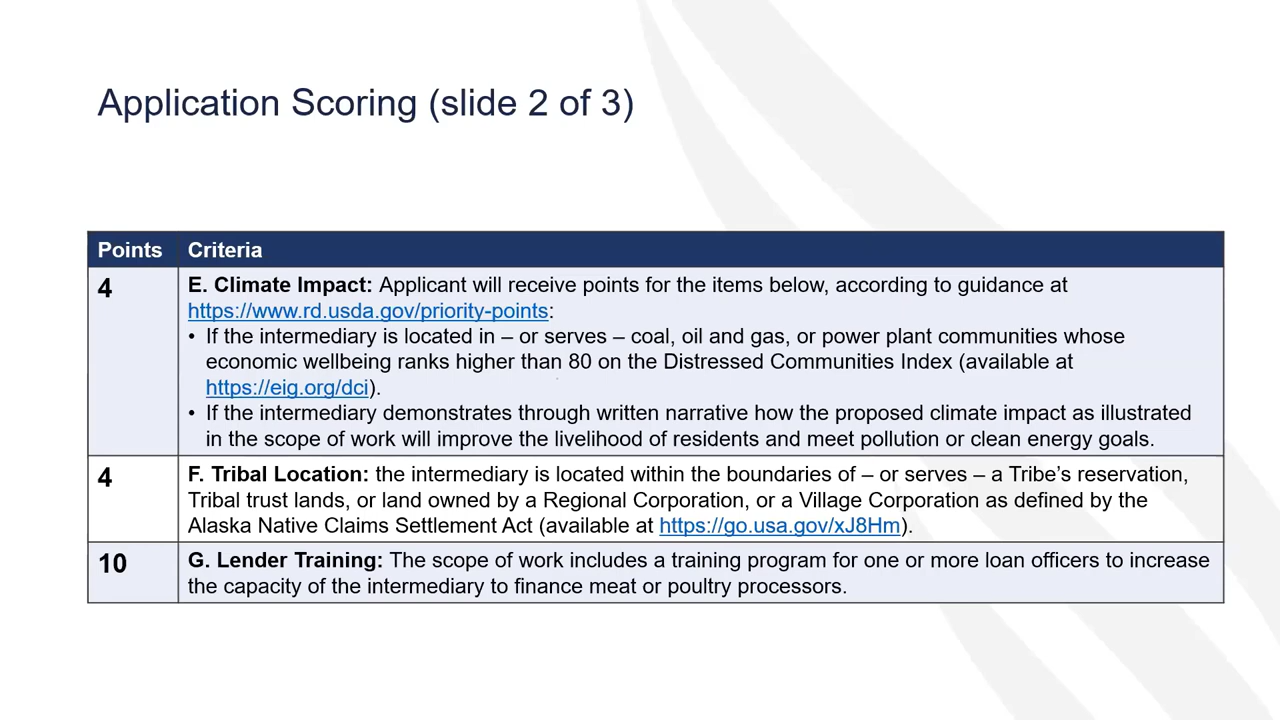 Application Scoring (slide 2 of 3)
Points Criteria
4
E. Climate Impact: Applicant will receive points for the items below, according to guidance at
https://www.rd.usda.gov/priority-points:
• If the intermediary is located in – or serves – coal, oil and gas, or power plant communities whose
economic wellbeing ranks higher than 80 on the Distressed Communities Index (available at
https://eig.org/dci).
• If the intermediary demonstrates through written narrative how the proposed climate impact as illustrated
in the scope of work will improve the livelihood of residents and meet pollution or clean energy goals.
4
F. Tribal Location: the intermediary is located within the boundaries of – or serves – a Tribe’s reservation,
Tribal trust lands, or land owned by a Regional Corporation, or a Village Corporation as defined by the
Alaska Native Claims Settlement Act (available at https://go.usa.gov/xJ8Hm).
10
G. Lender Training: The scope of work includes a training program for one or more loan officers to increase
the capacity of the intermediary to finance meat or poultry processors.